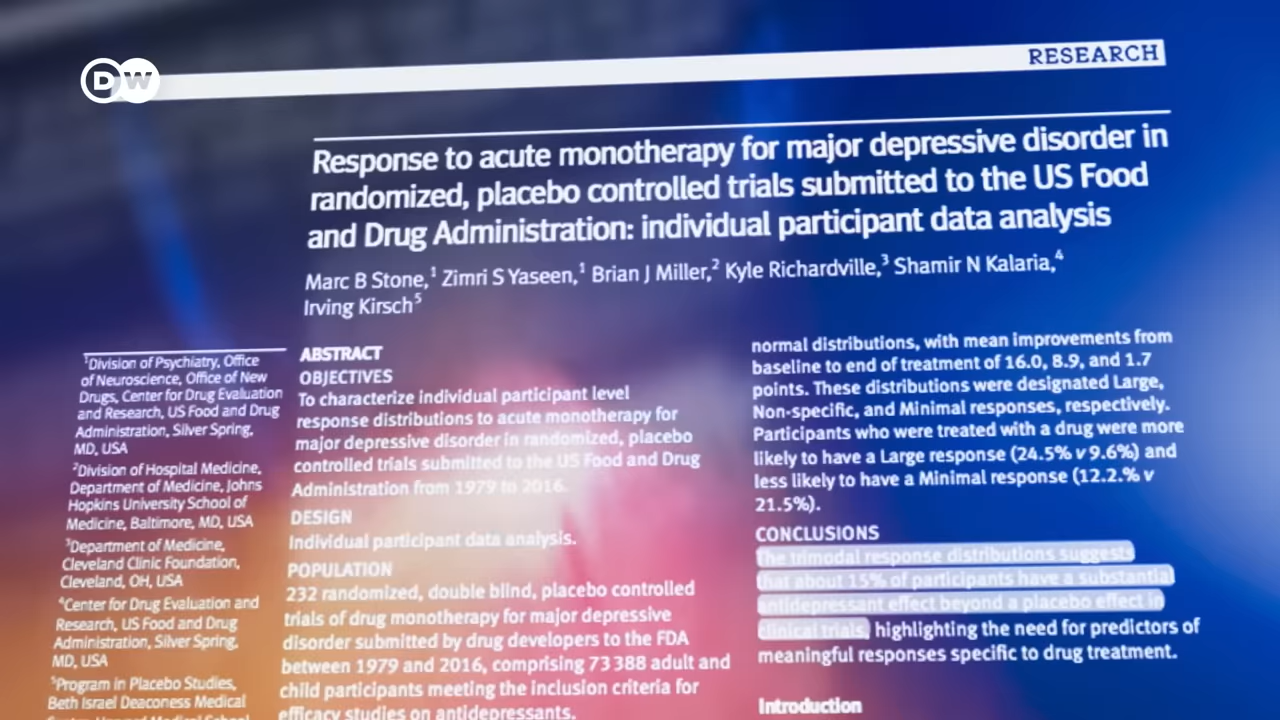 DW
RESEARCH
Response to acute monotherapy for major depressive disorder in
randomized, placebo controlled trials submitted to the US Food
and Drug Administration: individual participant data analysis
Marc B Stone,1 Zimri S Yaseen,1 Brian J Miller,2 Kyle Richardville,3 Shamir N Kalaria,4
Irving Kirsch5
1Division of Psychiatry, Office
of Neuroscience, Office of New
Drugs, Center for Drug Evaluation
and Research, US Food and Drug
Administration, Silver Spring,
MD, USA
2Division of Hospital Medicine,
Department of Medicine, Johns
Hopkins University School of
Medicine, Baltimore, MD, USA
3Department of Medicine,
Cleveland Clinic Foundation,
Cleveland, OH, USA
4Center for Drug Evaluation and
Research, US Food and Drug
Administration, Silver Spring,
MD, USA
5Program in Placebo Studies,
Beth Israel Deaconess Medical
ABSTRACT
OBJECTIVES
To characterize individual participant level
response distributions to acute monotherapy for
major depressive disorder in randomized, placebo
controlled trials submitted to the US Food and Drug
Administration from 1979 to 2016.
DESIGN
Individual participant data analysis.
POPULATION
232 randomized, double blind, placebo controlled
trials of drug monotherapy for major depressive
disorder submitted by drug developers to the FDA
between 1979 and 2016, comprising 73 388 adult and
child participants meeting the inclusion criteria for
efficacy studies on antidepressants.
normal distributions, with mean improvements from
baseline to end of treatment of 16.0, 8.9, and 1.7
points. These distributions were designated Large,
Non-specific, and Minimal responses, respectively.
Participants who were treated with a drug were more
likely to have a Large response (24.5% v 9.6%) and
less likely to have a Minimal response (12.2.% v
21.5%).
CONCLUSIONS
The trimodal response distributions suggests
that about 15% of participants have a substantial
antidepressant effect beyond a placebo effect in
clinical trials, highlighting the need for predictors of
meaningful responses specific to drug treatment.
Introduction